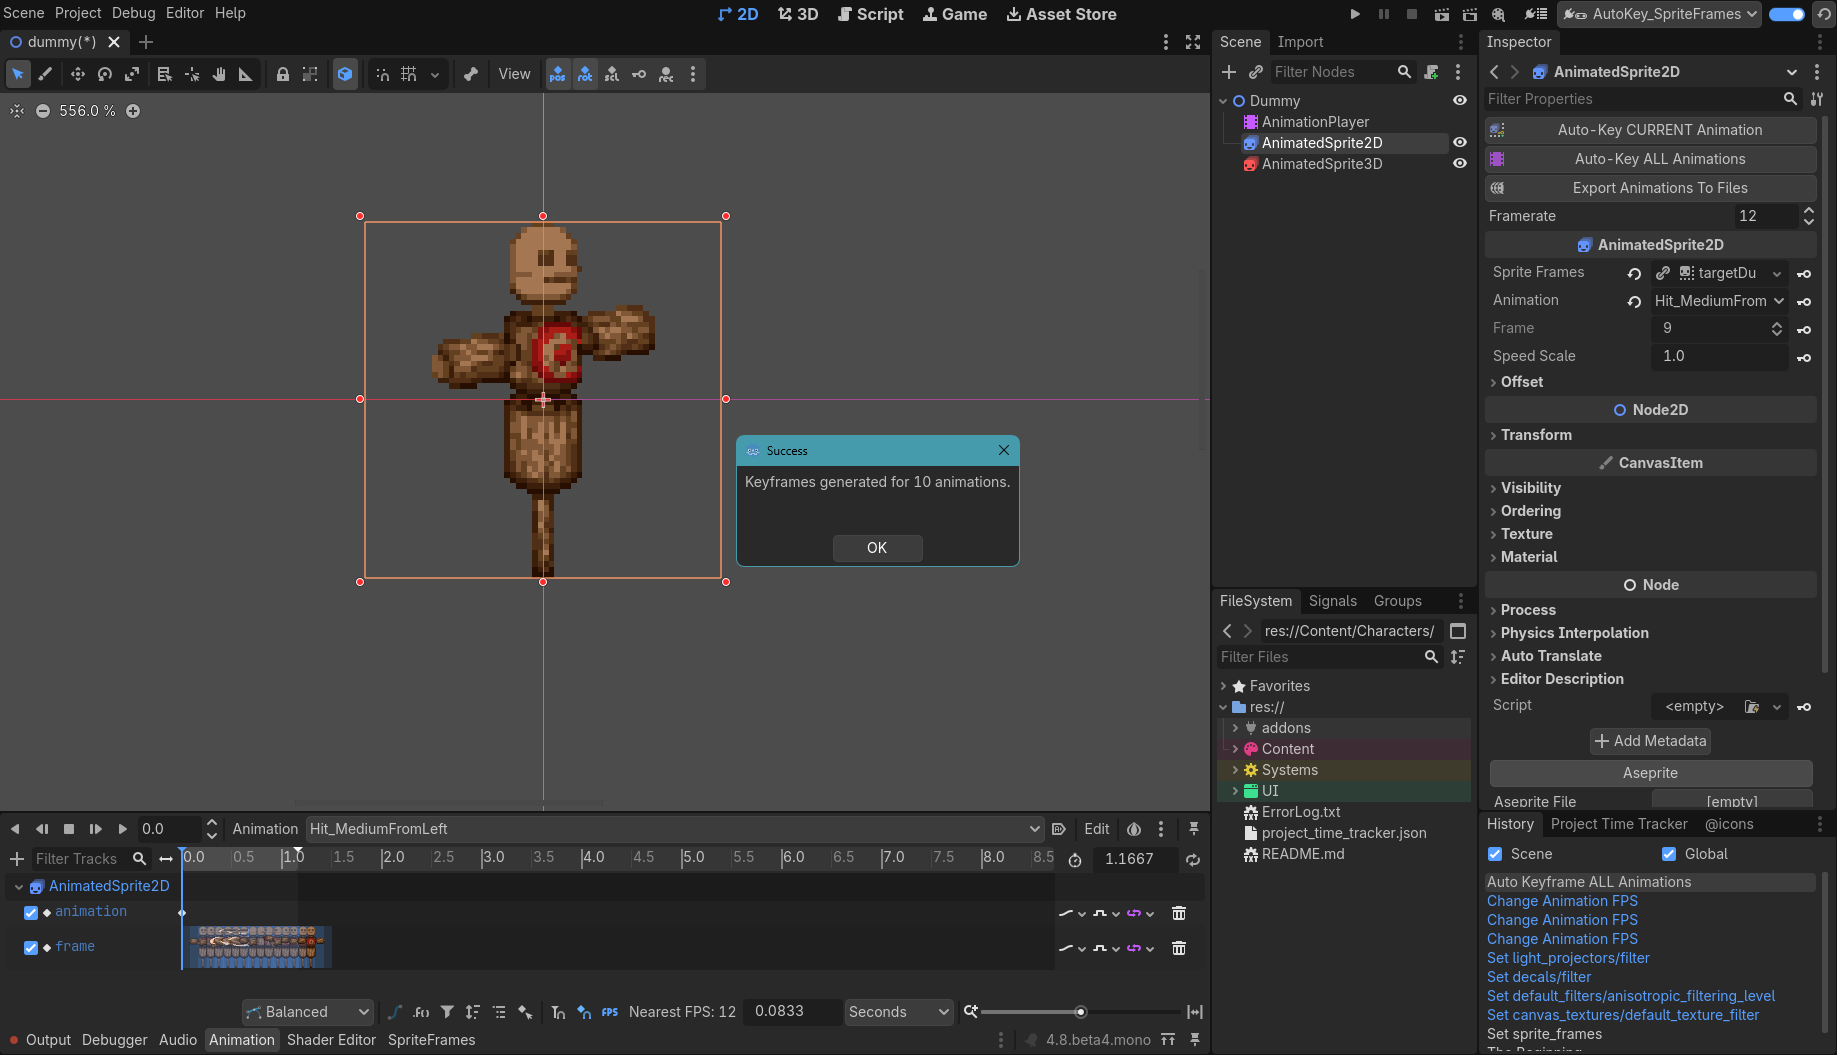 Scene Project Debug Editor Help
2D 3D Script Game Asset Store
AutoKey_SpriteFrames
dummy(*)
View
pos rot scl rec
556.0 %
Success
Keyframes generated for 10 animations.
OK
Scene Import
Filter Nodes
Dummy
AnimationPlayer
AnimatedSprite2D
AnimatedSprite3D
FileSystem Signals Groups
res://Content/Characters/
Filter Files
Favorites
res://
addons
Content
Systems
UI
ErrorLog.txt
project_time_tracker.json
README.md
Inspector
AnimatedSprite2D
Filter Properties
Auto-Key CURRENT Animation
Auto-Key ALL Animations
Export Animations To Files
Framerate 12
AnimatedSprite2D
Sprite Frames targetDu
Animation Hit_MediumFrom
Frame 9
Speed Scale 1.0
Offset
Node2D
Transform
CanvasItem
Visibility
Ordering
Texture
Material
Node
Process
Physics Interpolation
Auto Translate
Editor Description
Script <empty>
Add Metadata
Aseprite
Aseprite File [empty]
History Project Time Tracker @icons
Scene Global
Auto Keyframe ALL Animations
Change Animation FPS
Change Animation FPS
Change Animation FPS
Set light_projectors/filter
Set decals/filter
Set default_filters/anisotropic_filtering_level
Set canvas_textures/default_texture_filter
Set sprite_frames
The Beginning
0.0 Animation Hit_MediumFromLeft Edit
Filter Tracks 0.0 0.5 1.0 1.5 2.0 2.5 3.0 3.5 4.0 4.5 5.0 5.5 6.0 6.5 7.0 7.5 8.0 8.5 1.1667
AnimatedSprite2D
animation
frame
Balanced FPS Nearest FPS: 12 0.0833 Seconds
Output Debugger Audio Animation Shader Editor SpriteFrames 4.8.beta4.mono